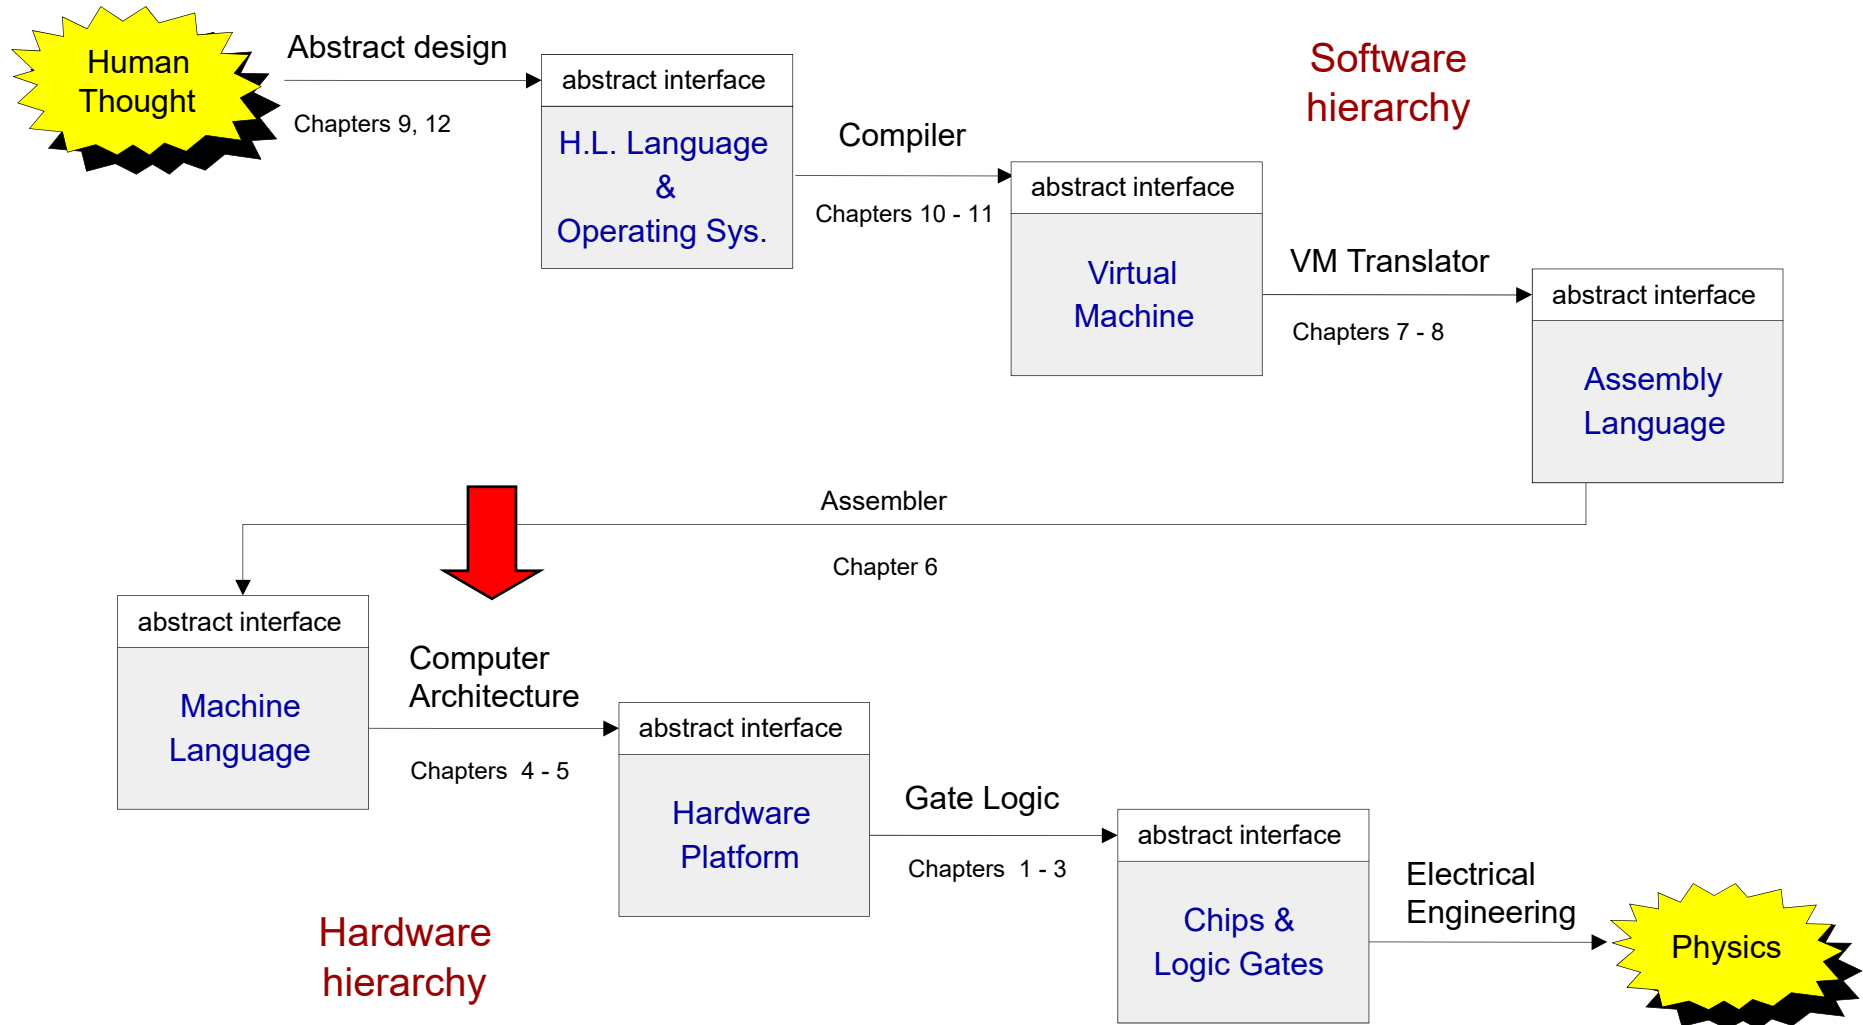 Human
Thought
Abstract design
Chapters 9, 12
abstract interface
H.L. Language
&
Operating Sys.
Compiler
Chapters 10 - 11
abstract interface
Virtual
Machine
Software
hierarchy
VM Translator
Chapters 7 - 8
abstract interface
Assembly
Language
Assembler
Chapter 6
abstract interface
Machine
Language
Computer
Architecture
Chapters  4 - 5
abstract interface
Hardware
Platform
Gate Logic
Chapters  1 - 3
abstract interface
Chips &
Logic Gates
Electrical
Engineering
Physics
Hardware
hierarchy